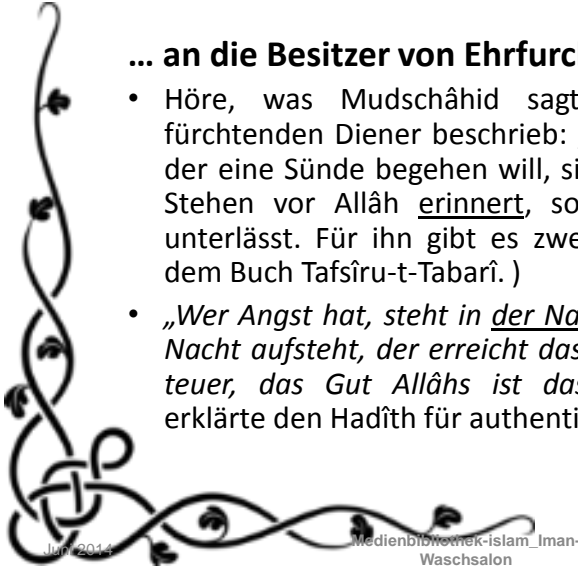 … an die Besitzer von Ehrfurc
• Höre, was Mudschâhid sagt
fürchtenden Diener beschrieb:
der eine Sünde begehen will, si
Stehen vor Allâh erinnert, so
unterlässt. Für ihn gibt es zwe
dem Buch Tafsîru-t-Tabarî. )
• „Wer Angst hat, steht in der Na
Nacht aufsteht, der erreicht das
teuer, das Gut Allâhs ist das
erklärte den Hadîth für authenti
Juni 2014
Medienbibliothek-islam_Iman-
Waschsalon